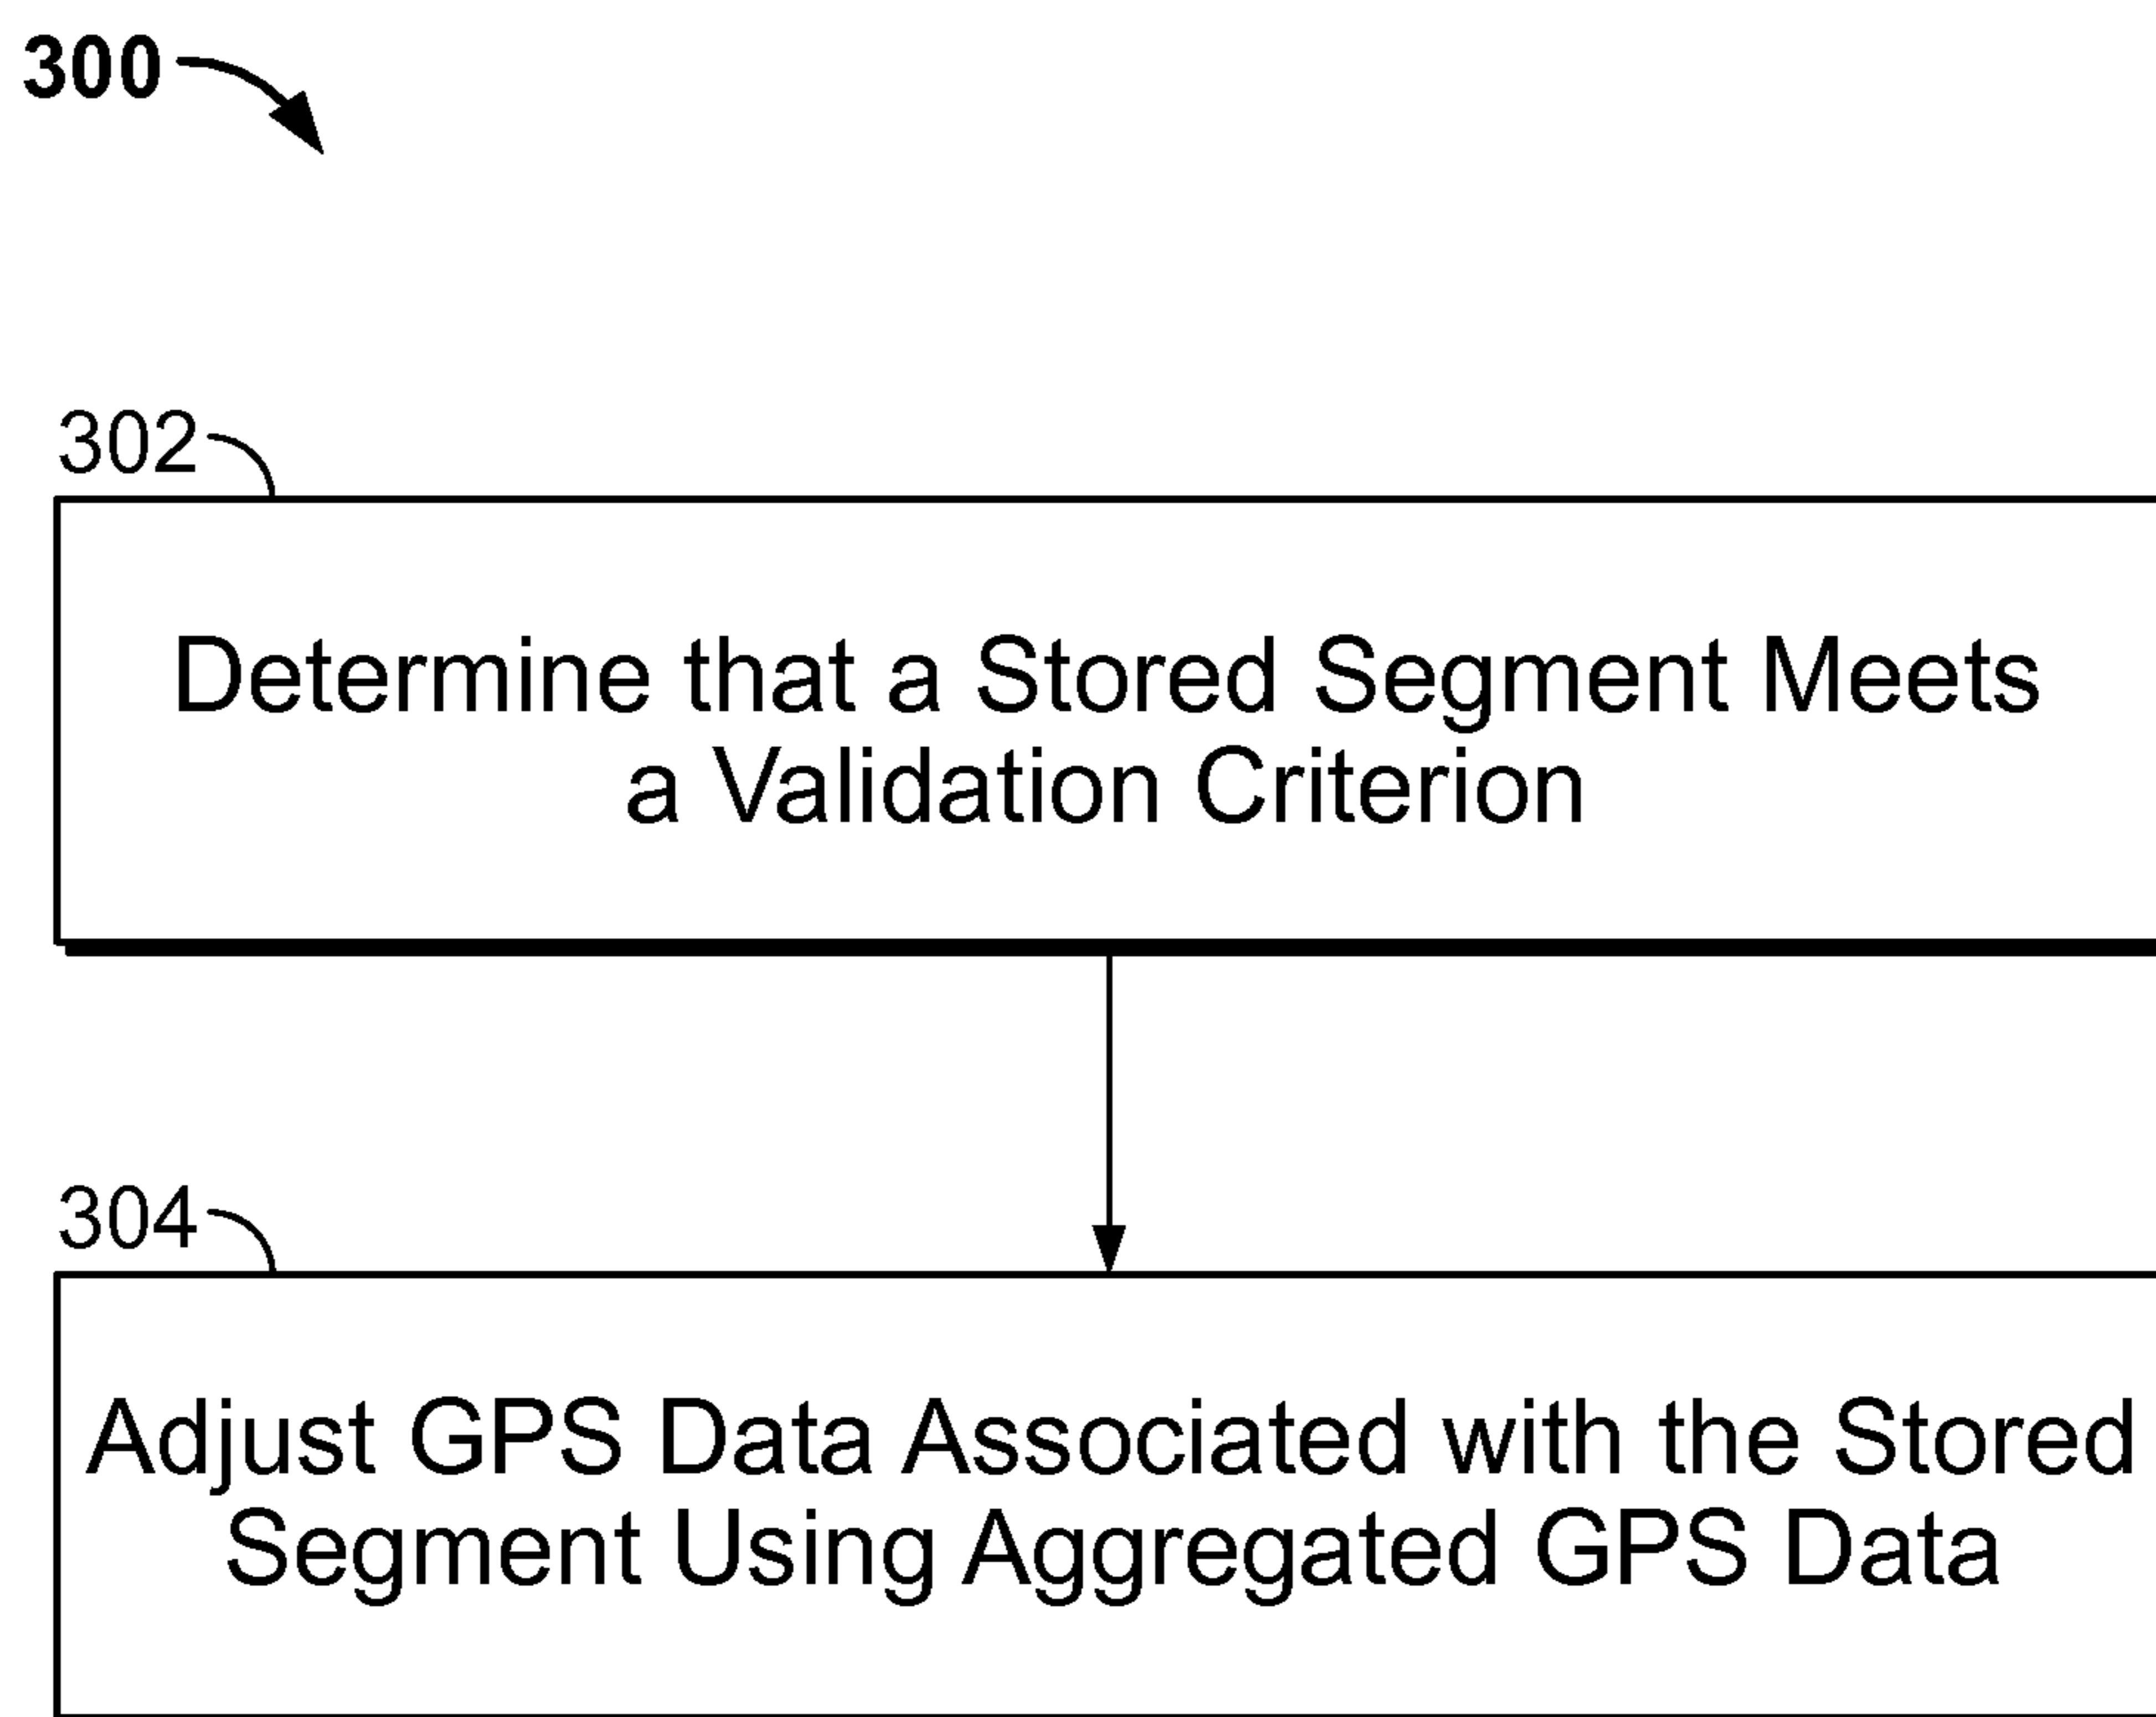 300
302
Determine that a Stored Segment Meets
a Validation Criterion
304
Adjust GPS Data Associated with the Stored
Segment Using Aggregated GPS Data